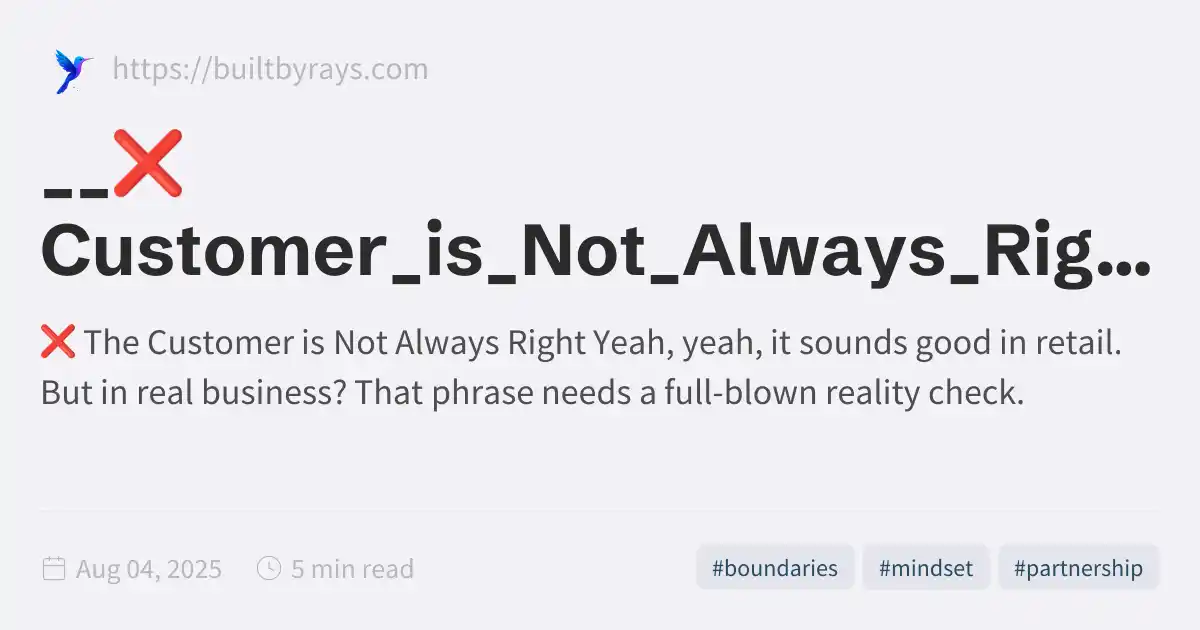 https://builtbyrays.com
__❌
Customer_is_Not_Always_Rig...
❌ The Customer is Not Always Right Yeah, yeah, it sounds good in retail.
But in real business? That phrase needs a full-blown reality check.
Aug 04, 2025 5 min read #boundaries #mindset #partnership